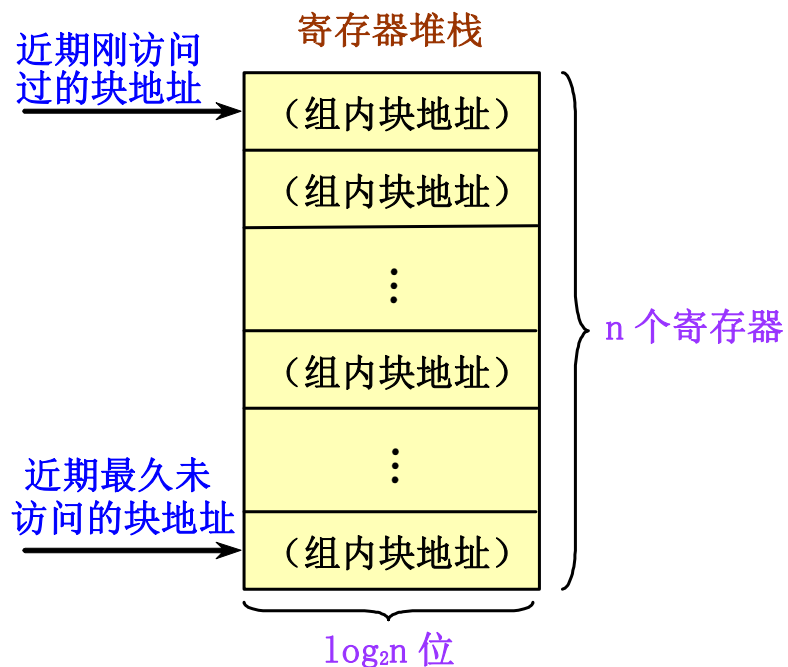 寄存器堆栈
近期刚访问
过的块地址
（组内块地址）
（组内块地址）
⋮
（组内块地址）
⋮
（组内块地址）
n 个寄存器
近期最久未
访问的块地址
log₂n 位